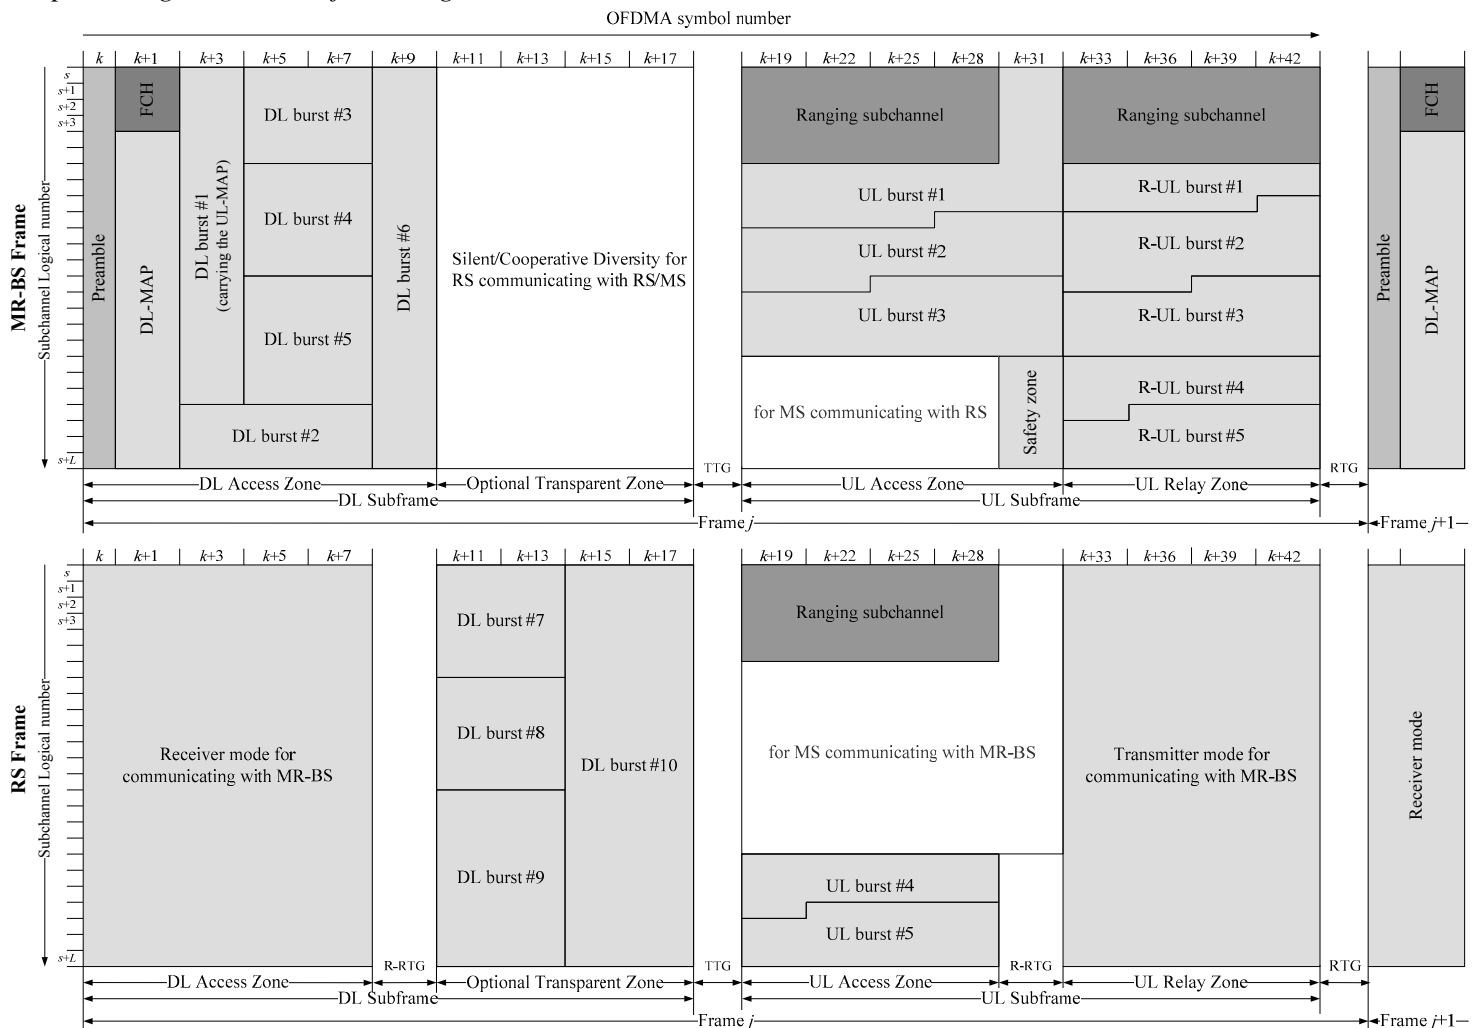 OFDMA symbol number
k k+1 k+3 k+5 k+7 k+9 k+11 k+13 k+15 k+17 k+19 k+22 k+25 k+28 k+31 k+33 k+36 k+39 k+42
s
s+1
s+2
s+3
s+L
MR-BS Frame
Subchannel Logical number
Preamble
FCH
DL-MAP
DL burst #1
(carrying the UL-MAP)
DL burst #3
DL burst #4
DL burst #5
DL burst #2
DL burst #6
Silent/Cooperative Diversity for
RS communicating with RS/MS
Ranging subchannel
UL burst #1
UL burst #2
UL burst #3
for MS communicating with RS
Safety zone
Ranging subchannel
R-UL burst #1
R-UL burst #2
R-UL burst #3
R-UL burst #4
R-UL burst #5
Preamble
FCH
DL-MAP
TTG
RTG
DL Access Zone Optional Transparent Zone UL Access Zone UL Relay Zone
DL Subframe UL Subframe
Frame j Frame j+1
k k+1 k+3 k+5 k+7 k+11 k+13 k+15 k+17 k+19 k+22 k+25 k+28 k+33 k+36 k+39 k+42
s
s+1
s+2
s+3
s+L
RS Frame
Subchannel Logical number
Receiver mode for
communicating with MR-BS
DL burst #7
DL burst #8
DL burst #9
DL burst #10
Ranging subchannel
for MS communicating with MR-BS
UL burst #4
UL burst #5
Transmitter mode for
communicating with MR-BS
Receiver mode
R-RTG TTG R-RTG RTG
DL Access Zone Optional Transparent Zone UL Access Zone UL Relay Zone
DL Subframe UL Subframe
Frame j Frame j+1